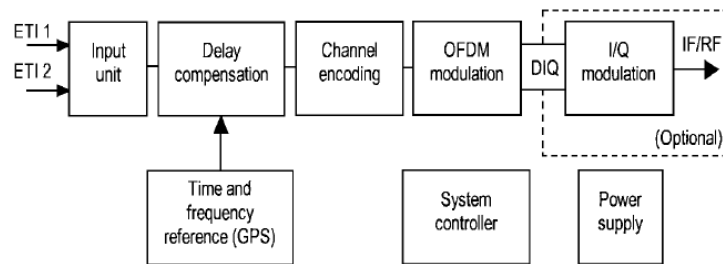 ETI 1
ETI 2
Input
unit
Delay
compensation
Channel
encoding
OFDM
modulation
DIQ
I/Q
modulation
IF/RF
(Optional)
Time and
frequency
reference (GPS)
System
controller
Power
supply